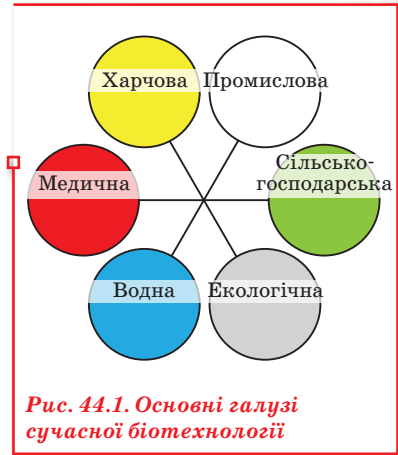 Харчова Промислова
Сільсько-
господарська
Медична
Водна Екологічна
Рис. 44.1. Основні галузі
сучасної біотехнології